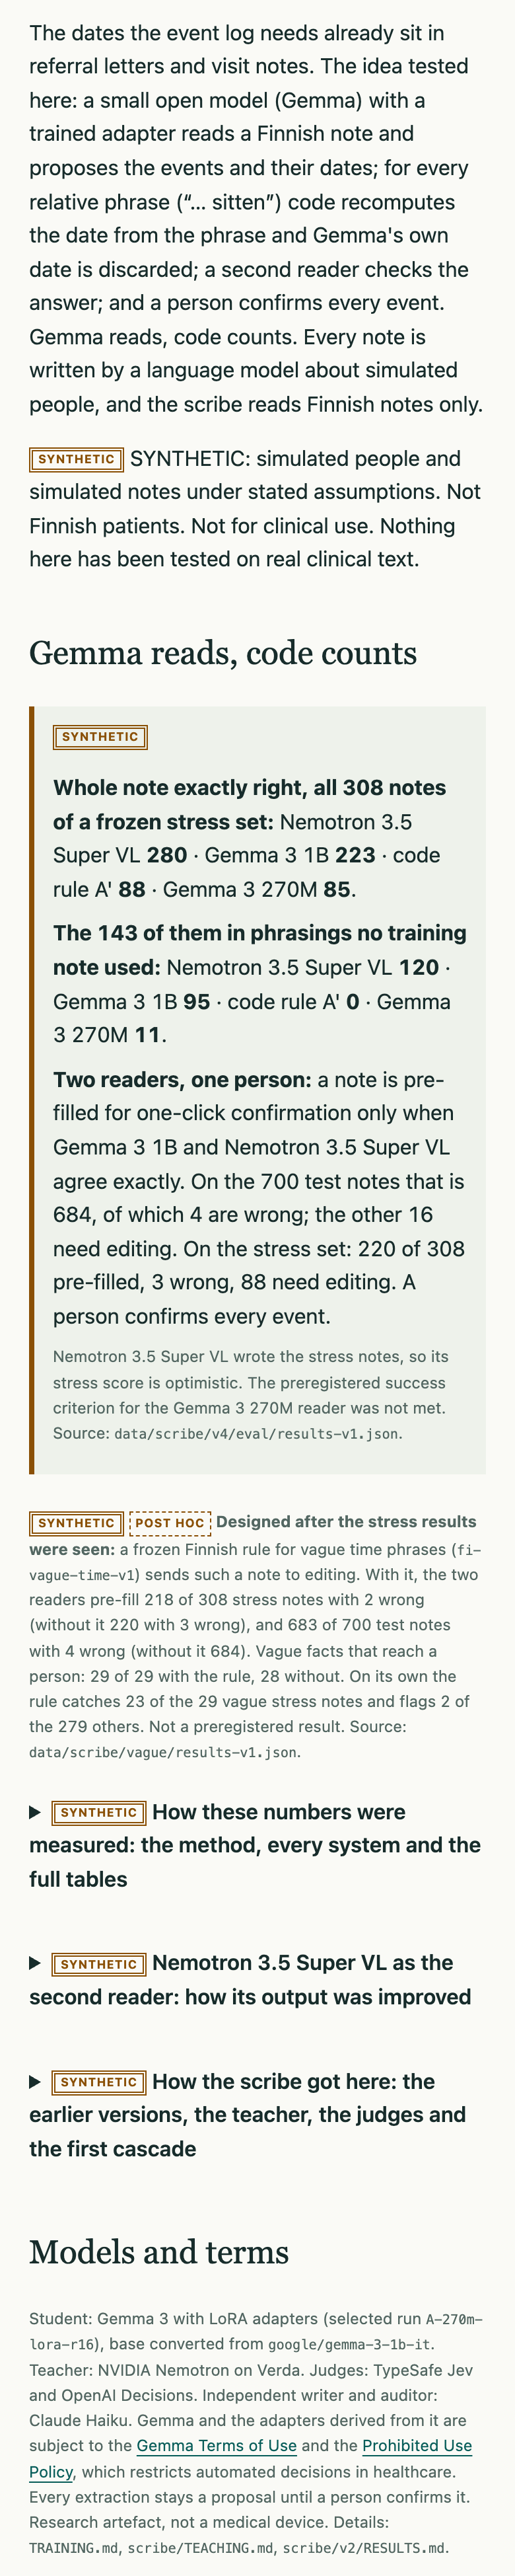 The dates the event log needs already sit in
referral letters and visit notes. The idea tested
here: a small open model (Gemma) with a
trained adapter reads a Finnish note and
proposes the events and their dates; for every
relative phrase (“... sitten”) code recomputes
the date from the phrase and Gemma's own
date is discarded; a second reader checks the
answer; and a person confirms every event.
Gemma reads, code counts. Every note is
written by a language model about simulated
people, and the scribe reads Finnish notes only.
SYNTHETIC SYNTHETIC: simulated people and
simulated notes under stated assumptions. Not
Finnish patients. Not for clinical use. Nothing
here has been tested on real clinical text.
Gemma reads, code counts
SYNTHETIC
Whole note exactly right, all 308 notes
of a frozen stress set: Nemotron 3.5
Super VL 280 · Gemma 3 1B 223 · code
rule A' 88 · Gemma 3 270M 85.
The 143 of them in phrasings no training
note used: Nemotron 3.5 Super VL 120 ·
Gemma 3 1B 95 · code rule A' 0 · Gemma
3 270M 11.
Two readers, one person: a note is pre-
filled for one-click confirmation only when
Gemma 3 1B and Nemotron 3.5 Super VL
agree exactly. On the 700 test notes that is
684, of which 4 are wrong; the other 16
need editing. On the stress set: 220 of 308
pre-filled, 3 wrong, 88 need editing. A
person confirms every event.
Nemotron 3.5 Super VL wrote the stress notes, so its
stress score is optimistic. The preregistered success
criterion for the Gemma 3 270M reader was not met.
Source: data/scribe/v4/eval/results-v1.json.
SYNTHETIC POST HOC Designed after the stress results
were seen: a frozen Finnish rule for vague time phrases (fi-
vague-time-v1) sends such a note to editing. With it, the two
readers pre-fill 218 of 308 stress notes with 2 wrong
(without it 220 with 3 wrong), and 683 of 700 test notes
with 4 wrong (without it 684). Vague facts that reach a
person: 29 of 29 with the rule, 28 without. On its own the
rule catches 23 of the 29 vague stress notes and flags 2 of
the 279 others. Not a preregistered result. Source:
data/scribe/vague/results-v1.json.
SYNTHETIC How these numbers were
measured: the method, every system and the
full tables
SYNTHETIC Nemotron 3.5 Super VL as the
second reader: how its output was improved
SYNTHETIC How the scribe got here: the
earlier versions, the teacher, the judges and
the first cascade
Models and terms
Student: Gemma 3 with LoRA adapters (selected run A-270m-
lora-r16), base converted from google/gemma-3-1b-it.
Teacher: NVIDIA Nemotron on Verda. Judges: TypeSafe Jev
and OpenAI Decisions. Independent writer and auditor:
Claude Haiku. Gemma and the adapters derived from it are
subject to the Gemma Terms of Use and the Prohibited Use
Policy, which restricts automated decisions in healthcare.
Every extraction stays a proposal until a person confirms it.
Research artefact, not a medical device. Details:
TRAINING.md, scribe/TEACHING.md, scribe/v2/RESULTS.md.